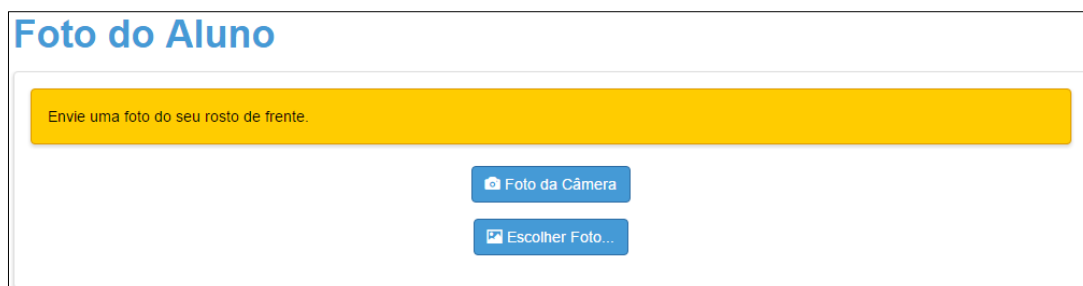 Foto do Aluno
Envie uma foto do seu rosto de frente.
Foto da Câmera
Escolher Foto...